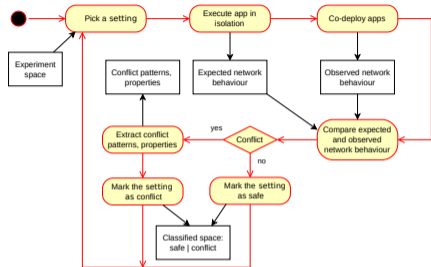 Pick a setting
Execute app in
isolation
Co-deploy apps
Experiment
space
Conflict patterns,
properties
Expected network
behaviour
Observed network
behaviour
Extract conflict
patterns, properties
yes
Conflict
no
Compare expected
and observed
network behaviour
Mark the setting
as conflict
Mark the setting
as safe
Classified space:
safe | conflict